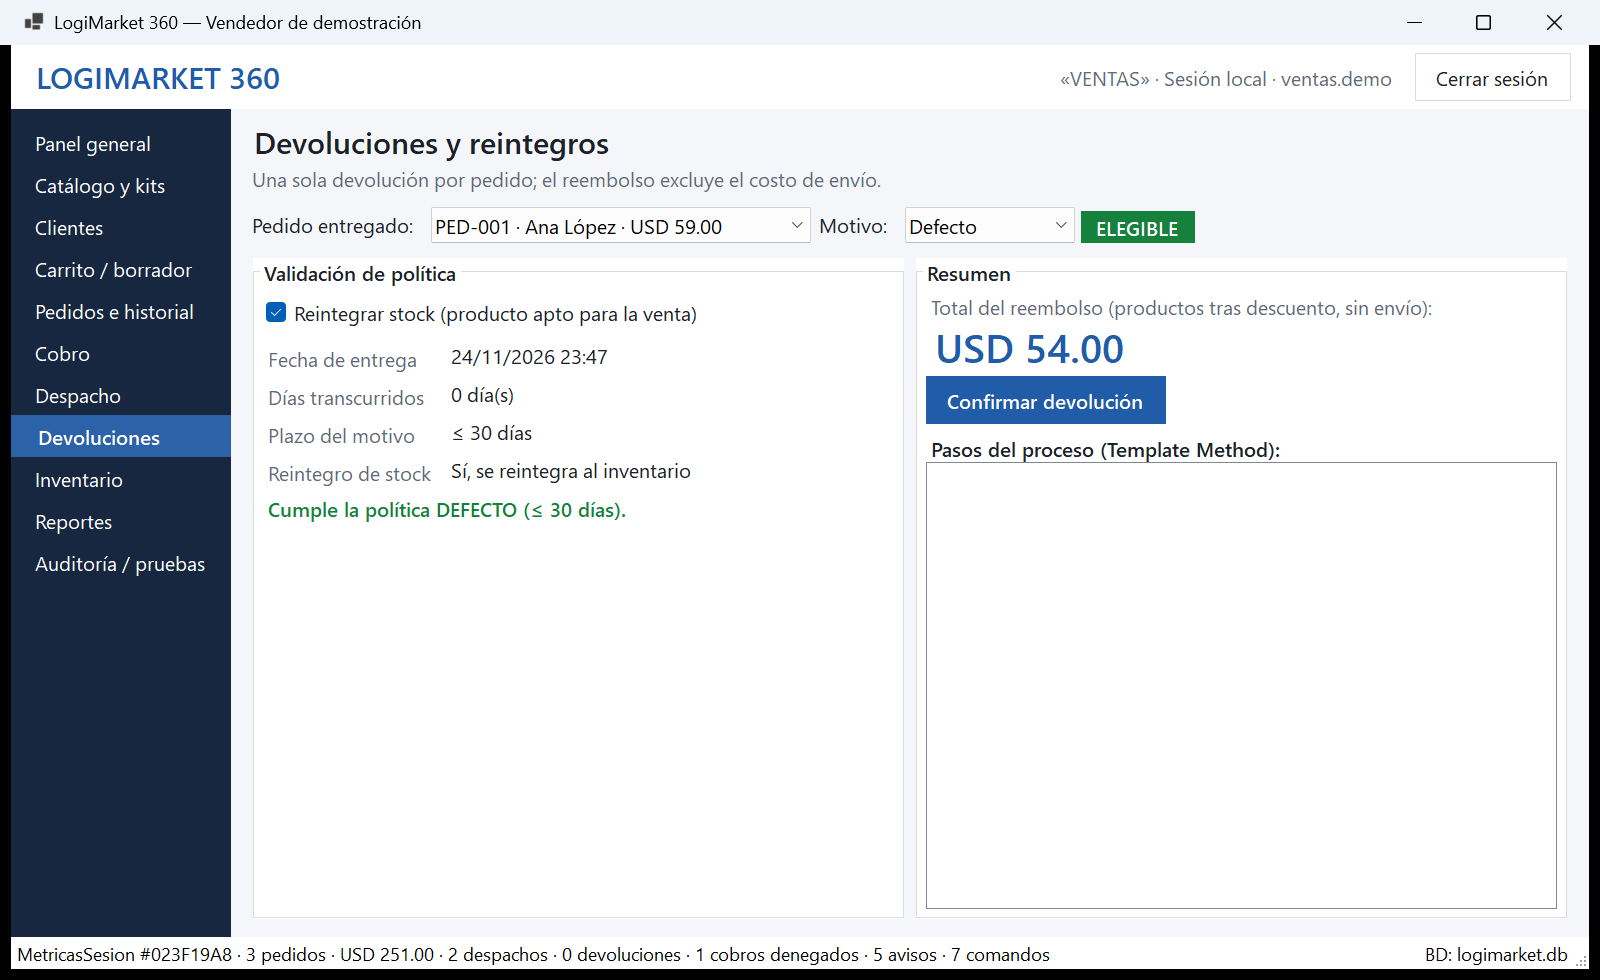 LogiMarket 360 — Vendedor de demostración
LOGIMARKET 360
«VENTAS» · Sesión local · ventas.demo
Cerrar sesión
Panel general
Catálogo y kits
Clientes
Carrito / borrador
Pedidos e historial
Cobro
Despacho
Devoluciones
Inventario
Reportes
Auditoría / pruebas
Devoluciones y reintegros
Una sola devolución por pedido; el reembolso excluye el costo de envío.
Pedido entregado: PED-001 · Ana López · USD 59.00 Motivo: Defecto ELEGIBLE
Validación de política
Reintegrar stock (producto apto para la venta)
Fecha de entrega 24/11/2026 23:47
Días transcurridos 0 día(s)
Plazo del motivo ≤ 30 días
Reintegro de stock Sí, se reintegra al inventario
Cumple la política DEFECTO (≤ 30 días).
Resumen
Total del reembolso (productos tras descuento, sin envío):
USD 54.00
Confirmar devolución
Pasos del proceso (Template Method):
MetricasSesion #023F19A8 · 3 pedidos · USD 251.00 · 2 despachos · 0 devoluciones · 1 cobros denegados · 5 avisos · 7 comandos
BD: logimarket.db